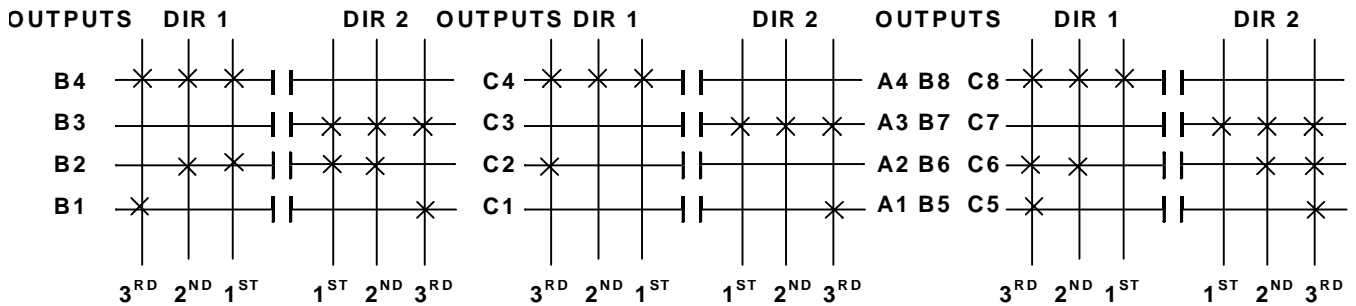 OUTPUTS DIR 1 DIR 2 OUTPUTS DIR 1 DIR 2 OUTPUTS DIR 1 DIR 2
B4 C4 A4 B8 C8
B3 C3 A3 B7 C7
B2 C2 A2 B6 C6
B1 C1 A1 B5 C5
3RD 2ND 1ST 1ST 2ND 3RD 3RD 2ND 1ST 1ST 2ND 3RD 3RD 2ND 1ST 1ST 2ND 3RD